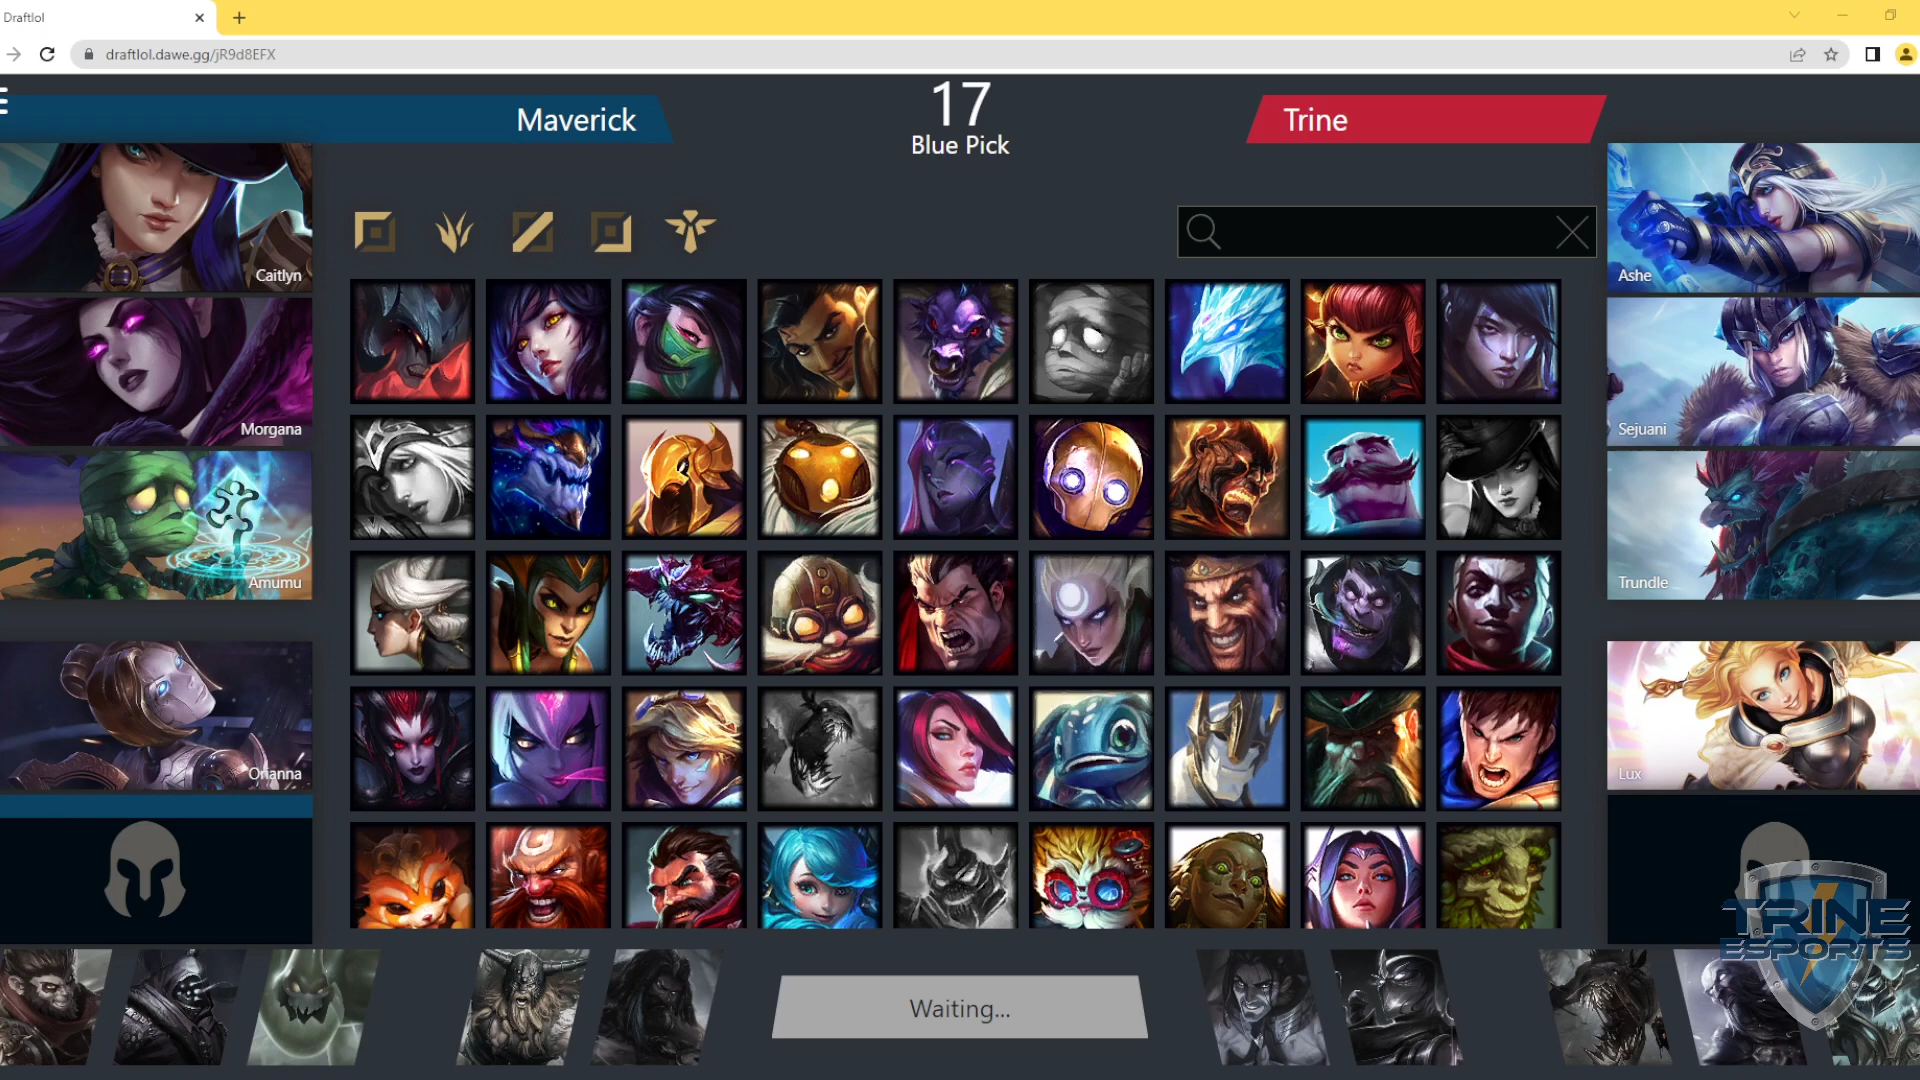 Draftlol
draftlol.dawe.gg/jR9d8EFX
Maverick
17
Blue Pick
Trine
Caitlyn
Morgana
Amumu
Orianna
Ashe
Sejuani
Trundle
Lux
Waiting...
TRINE
ESPORTS